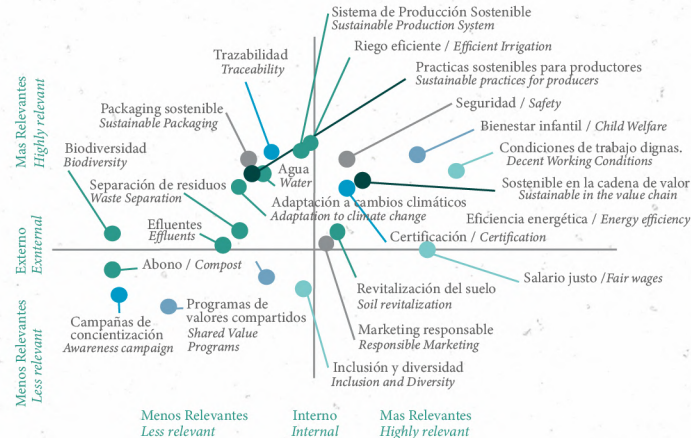 Sistema de Producción Sostenible
Sustainable Production System
Riego eficiente / Efficient Irrigation
Trazabilidad
Traceability
Practicas sostenibles para productores
Sustainable practices for producers
Packaging sostenible
Sustainable Packaging
Seguridad / Safety
Bienestar infantil / Child Welfare
Biodiversidad
Biodiversity
Condiciones de trabajo dignas.
Decent Working Conditions
Agua
Water
Separación de residuos
Waste Separation
Sostenible en la cadena de valor
Sustainable in the value chain
Adaptación a cambios climáticos
Adaptation to climate change
Efluentes
Effluents
Eficiencia energética / Energy efficiency
Certificación / Certification
Abono / Compost
Salario justo /Fair wages
Revitalización del suelo
Soil revitalization
Programas de
valores compartidos
Shared Value
Programs
Campañas de
concientización
Awareness campaign
Marketing responsable
Responsible Marketing
Inclusión y diversidad
Inclusion and Diversity
Mas Relevantes
Highly relevant
Externo
Exnternal
Menos Relevantes
Less relevant
Menos Relevantes
Less relevant
Interno
Internal
Mas Relevantes
Highly relevant